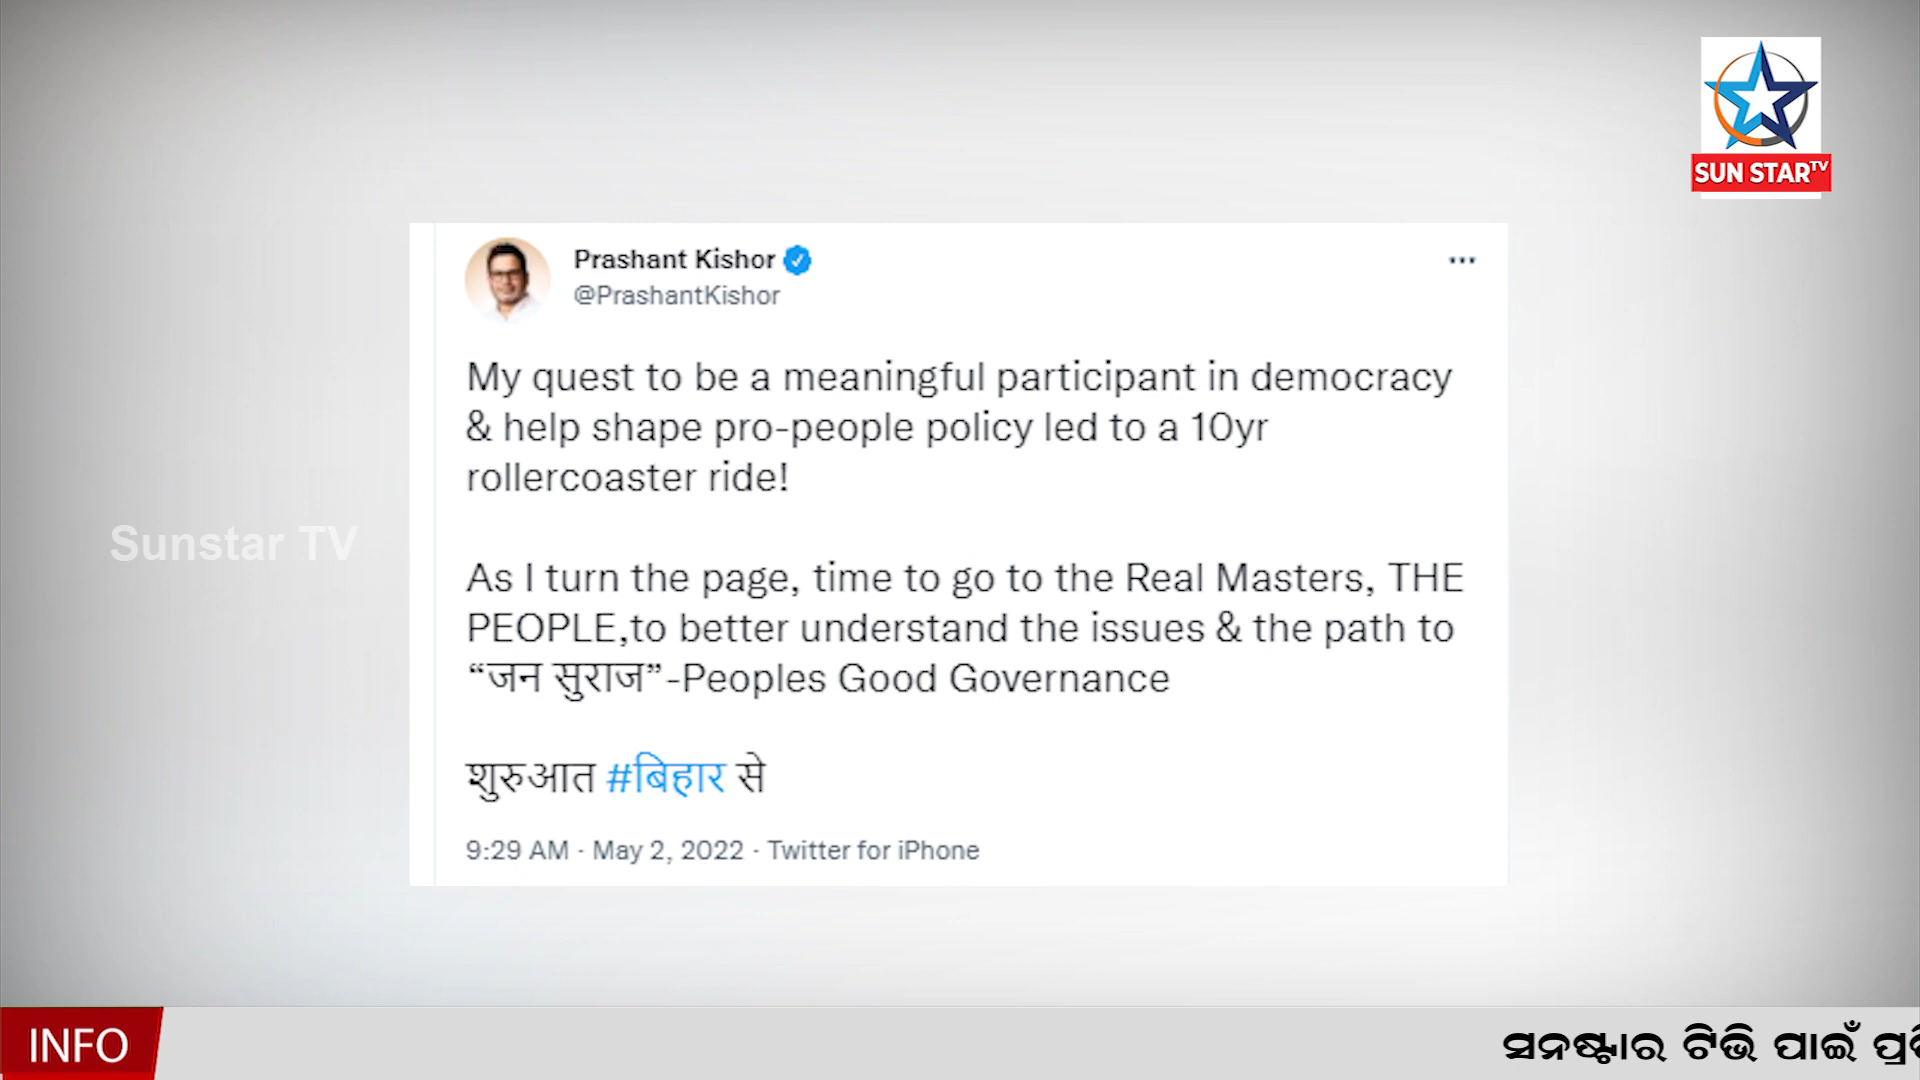 SUN STAR TV
Prashant Kishor
@PrashantKishor
My quest to be a meaningful participant in democracy
& help shape pro-people policy led to a 10yr
rollercoaster ride!
As I turn the page, time to go to the Real Masters, THE
PEOPLE,to better understand the issues & the path to
“जन सुराज”-Peoples Good Governance
शुरुआत #बिहार से
9:29 AM · May 2, 2022 · Twitter for iPhone
Sunstar TV
INFO
ସନଷ୍ଟାର ଟିଭି ପାଇଁ